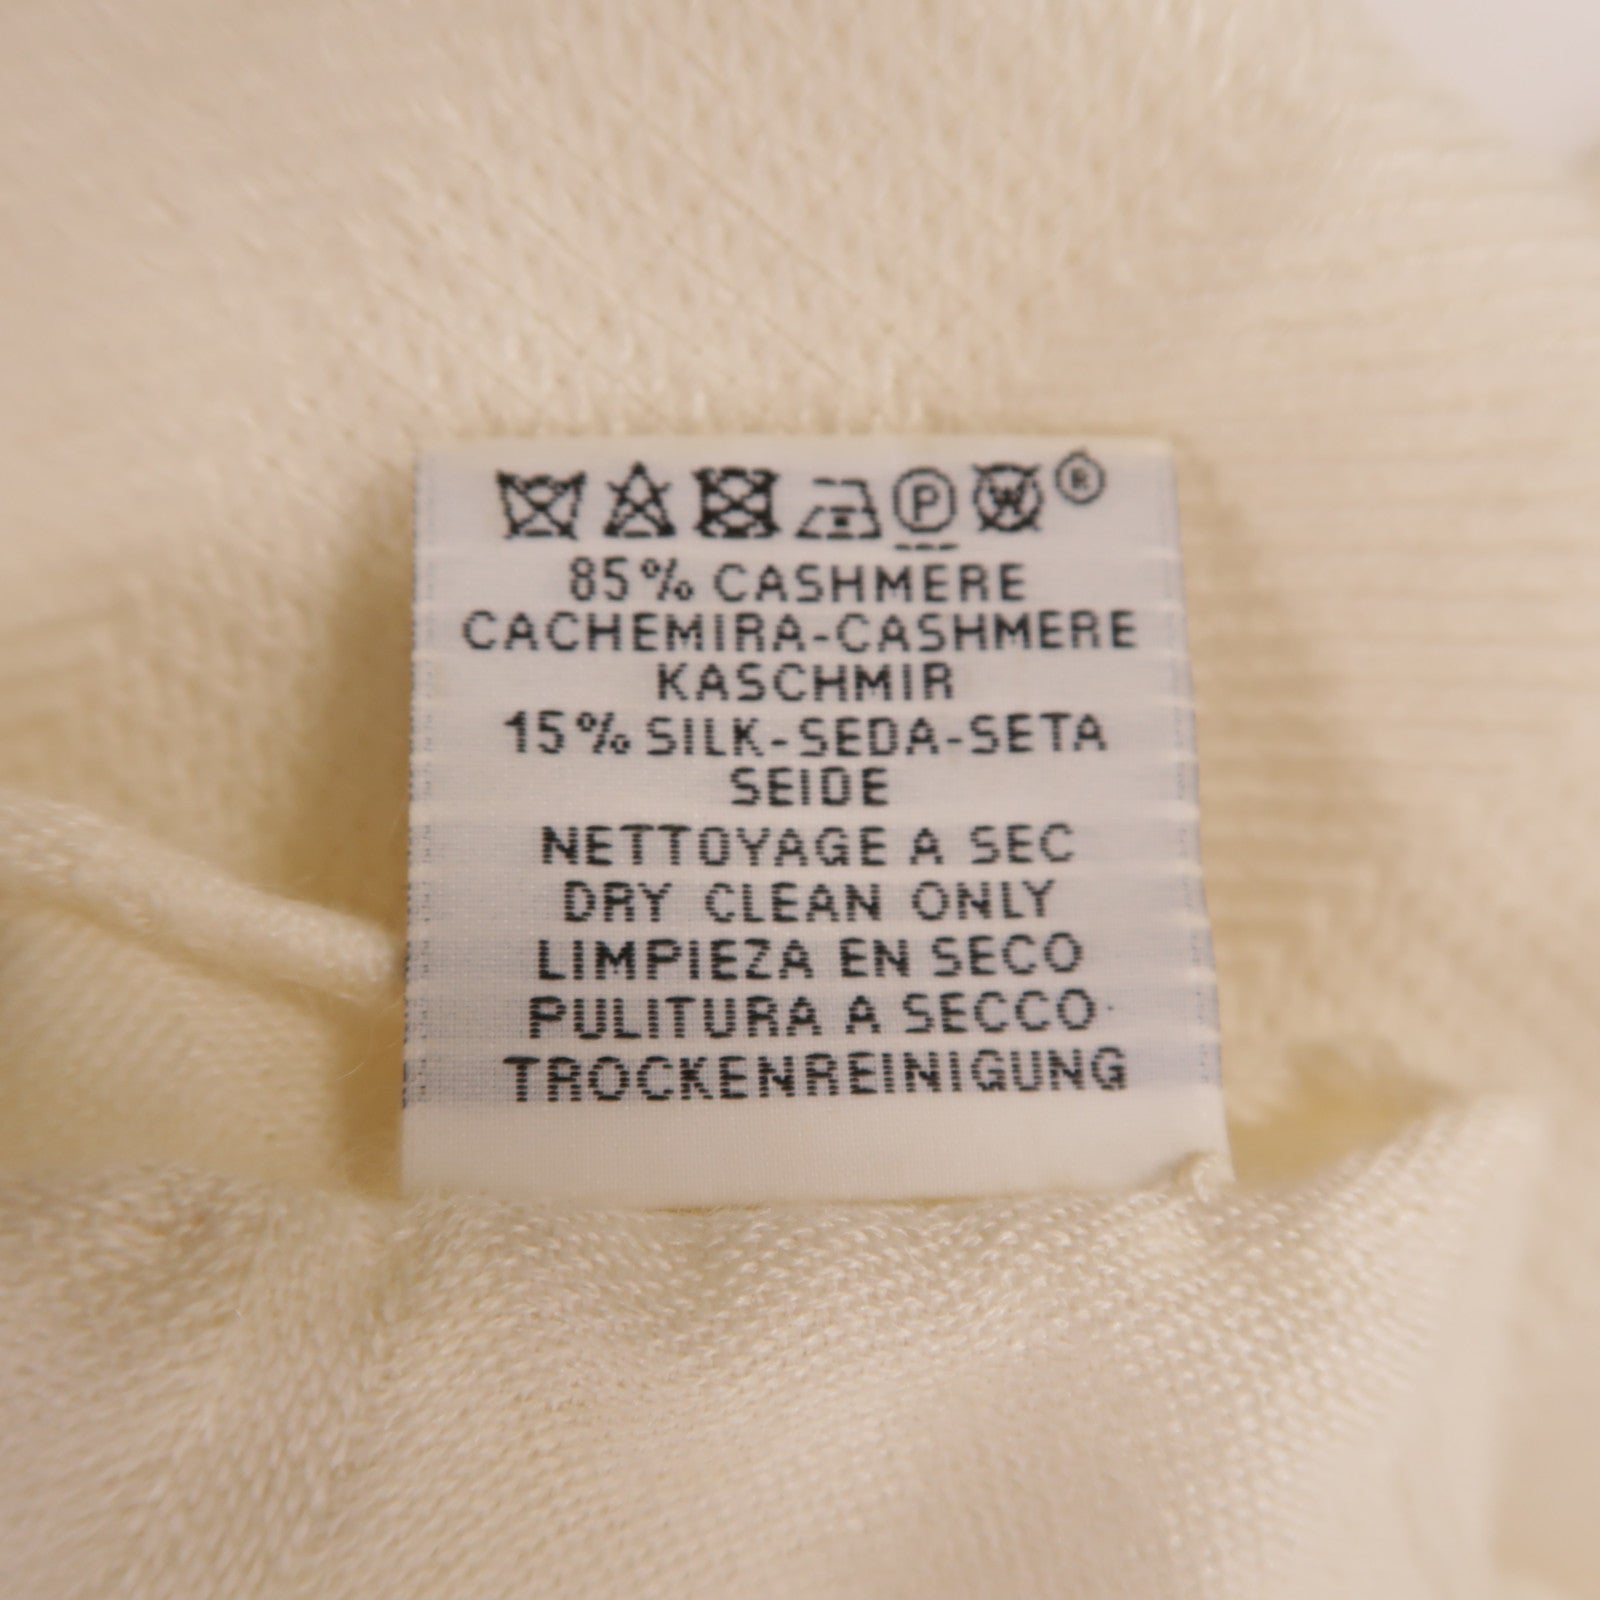 P W ®
85% CASHMERE
CACHEMIRA-CASHMERE
KASCHMIR
15% SILK-SEDA-SETA
SEIDE
NETTOYAGE A SEC
DRY CLEAN ONLY
LIMPIEZA EN SECO
PULITURA A SECCO
TROCKENREINIGUNG